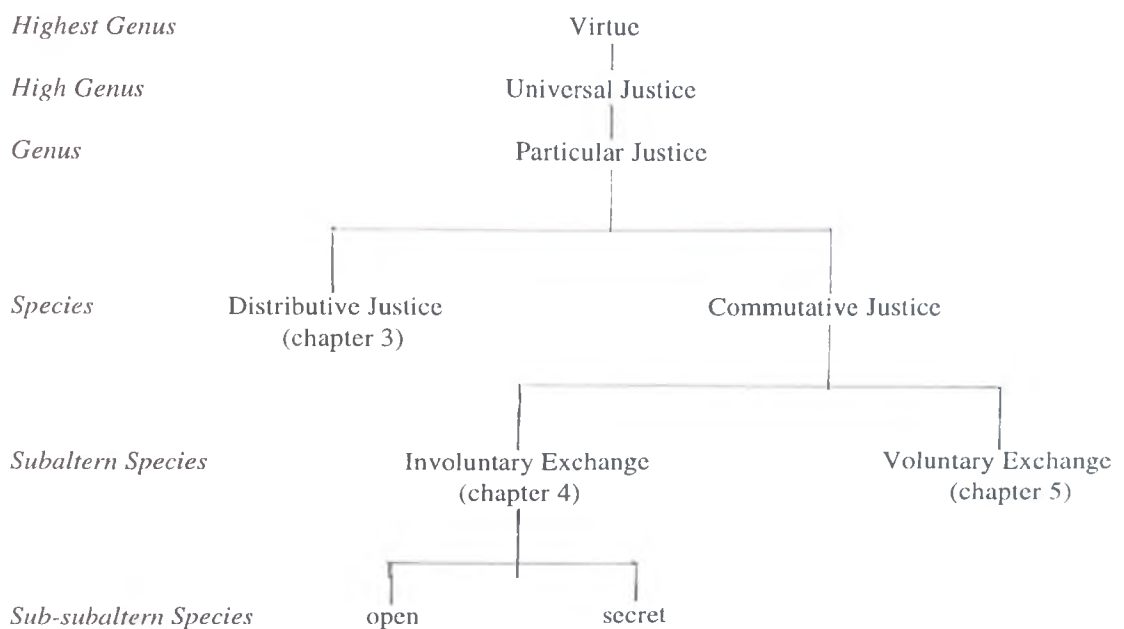 Highest Genus Virtue
High Genus Universal Justice
Genus Particular Justice
Species Distributive Justice Commutative Justice
(chapter 3)
Subaltern Species Involuntary Exchange Voluntary Exchange
(chapter 4) (chapter 5)
Sub-subaltern Species open secret